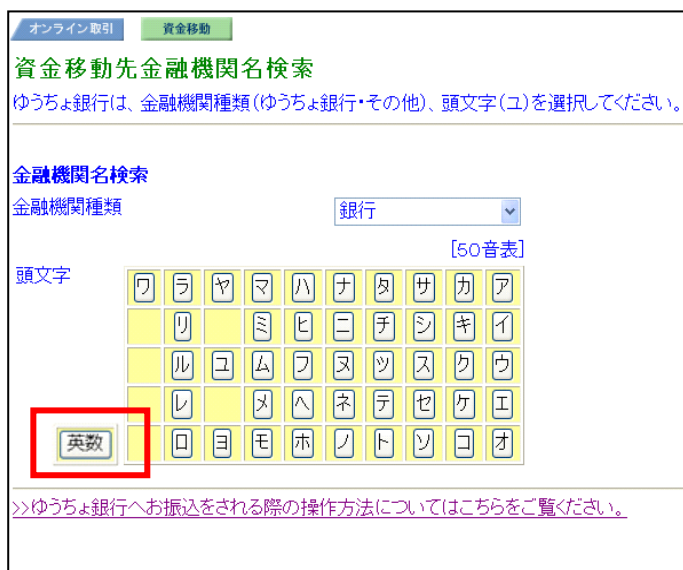 オンライン取引 資金移動
資金移動先金融機関名検索
ゆうちょ銀行は、金融機関種類(ゆうちょ銀行・その他)、頭文字(ユ)を選択してください。
金融機関名検索
金融機関種類 銀行
[50音表]
頭文字 ワ ラ ヤ マ ハ ナ タ サ カ ア
リ ミ ヒ ニ チ シ キ イ
ル ユ ム フ ヌ ツ ス ク ウ
レ メ ヘ ネ テ セ ケ エ
英数 ロ ヨ モ ホ ノ ト ソ コ オ
>>ゆうちょ銀行へお振込をされる際の操作方法についてはこちらをご覧ください。